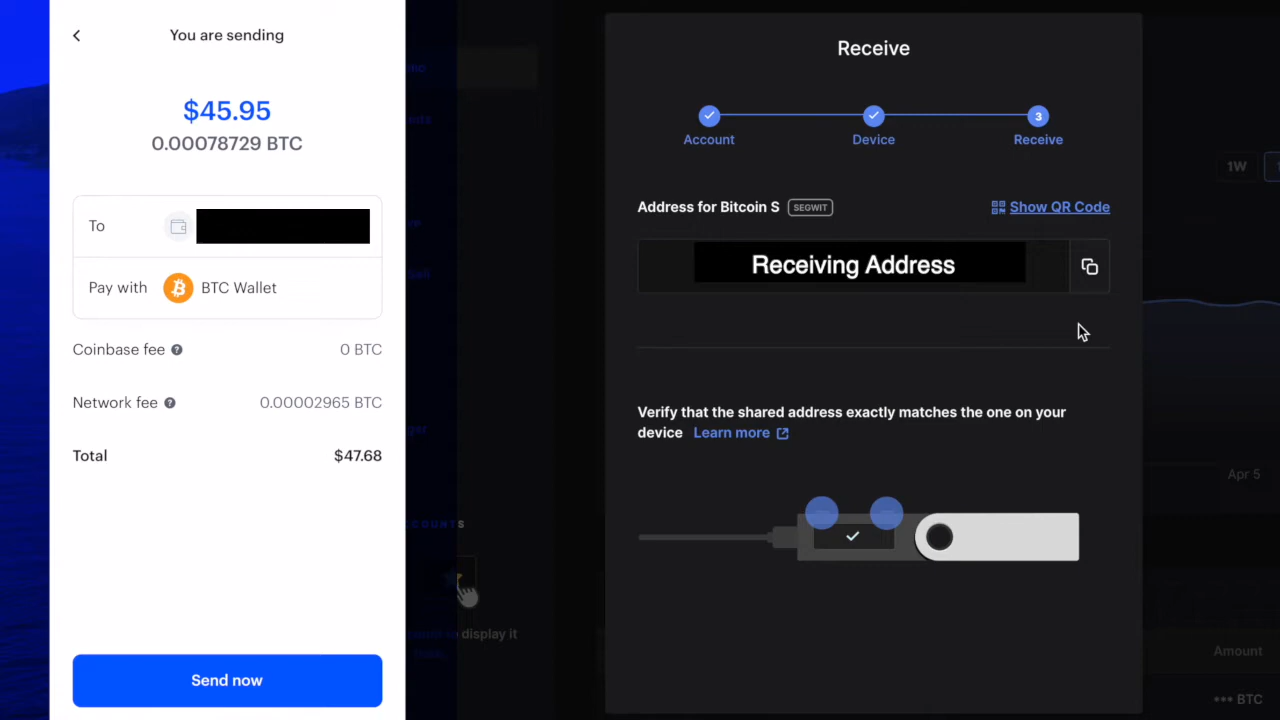 You are sending
$45.95
0.00078729 BTC
To
Pay with BTC Wallet
Coinbase fee ? 0 BTC
Network fee ? 0.00002965 BTC
Total $47.68
Send now
Receive
3
Account Device Receive
Address for Bitcoin S SEGWIT Show QR Code
Receiving Address
Verify that the shared address exactly matches the one on your
device Learn more
1W
Apr 5
Amount
*** BTC
display it